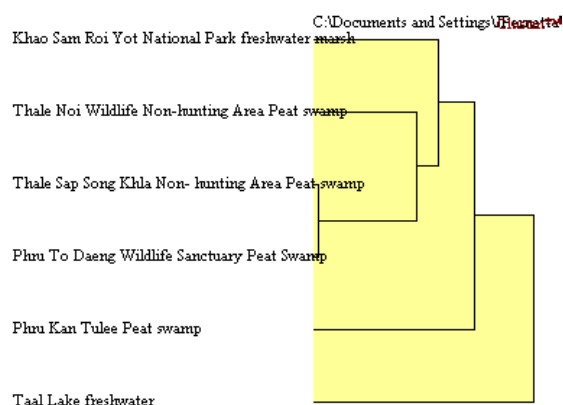 C:\Documents and Settings\JPernetta
Khao Sam Roi Yot National Park freshwater marsh
Thale Noi Wildlife Non-hunting Area Peat swamp
Thale Sap Song Khla Non- hunting Area Peat swamp
Phru To Daeng Wildlife Sanctuary Peat Swamp
Phru Kan Tulee Peat swamp
Taal Lake freshwater